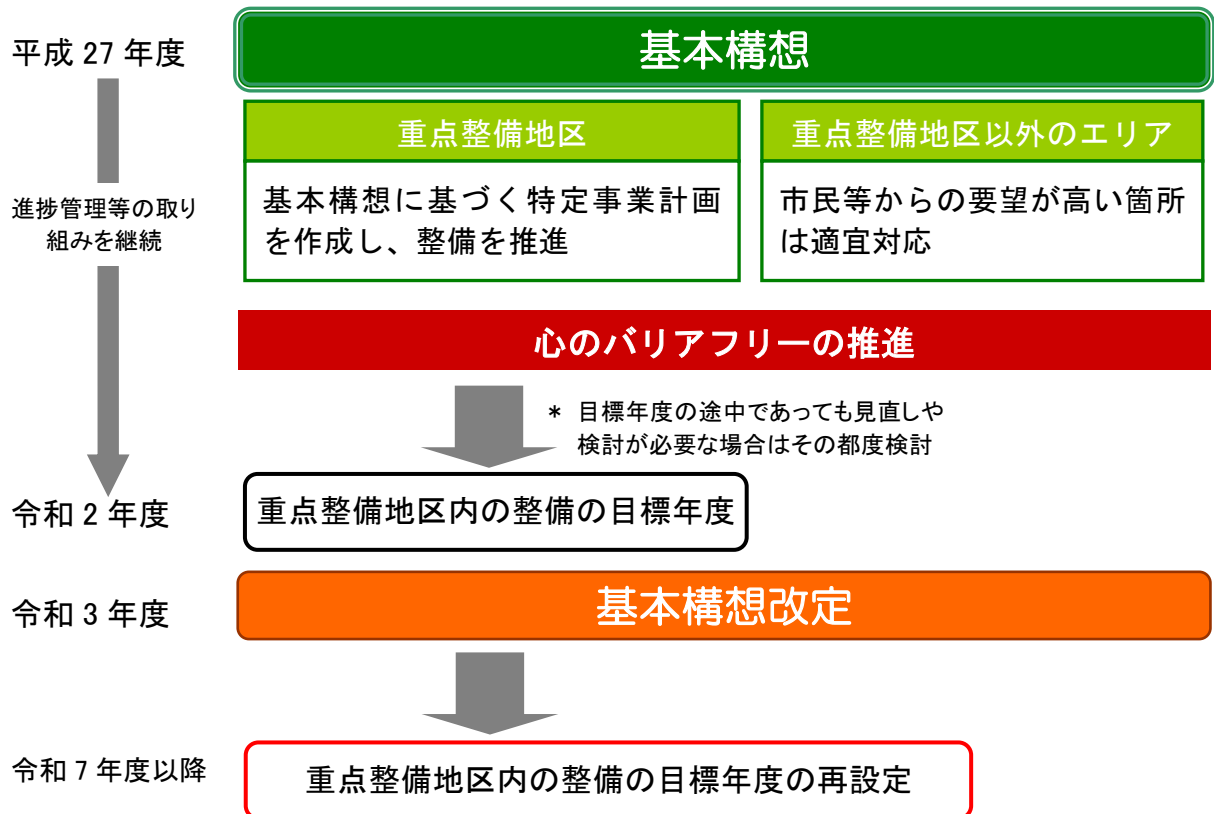 平成 27 年度
基本構想
重点整備地区
基本構想に基づく特定事業計画
を作成し、整備を推進
重点整備地区以外のエリア
市民等からの要望が高い箇所
は適宜対応
進捗管理等の取り
組みを継続
心のバリアフリーの推進
* 目標年度の途中であっても見直しや
検討が必要な場合はその都度検討
令和 2 年度
重点整備地区内の整備の目標年度
令和 3 年度
基本構想改定
令和 7 年度以降
重点整備地区内の整備の目標年度の再設定